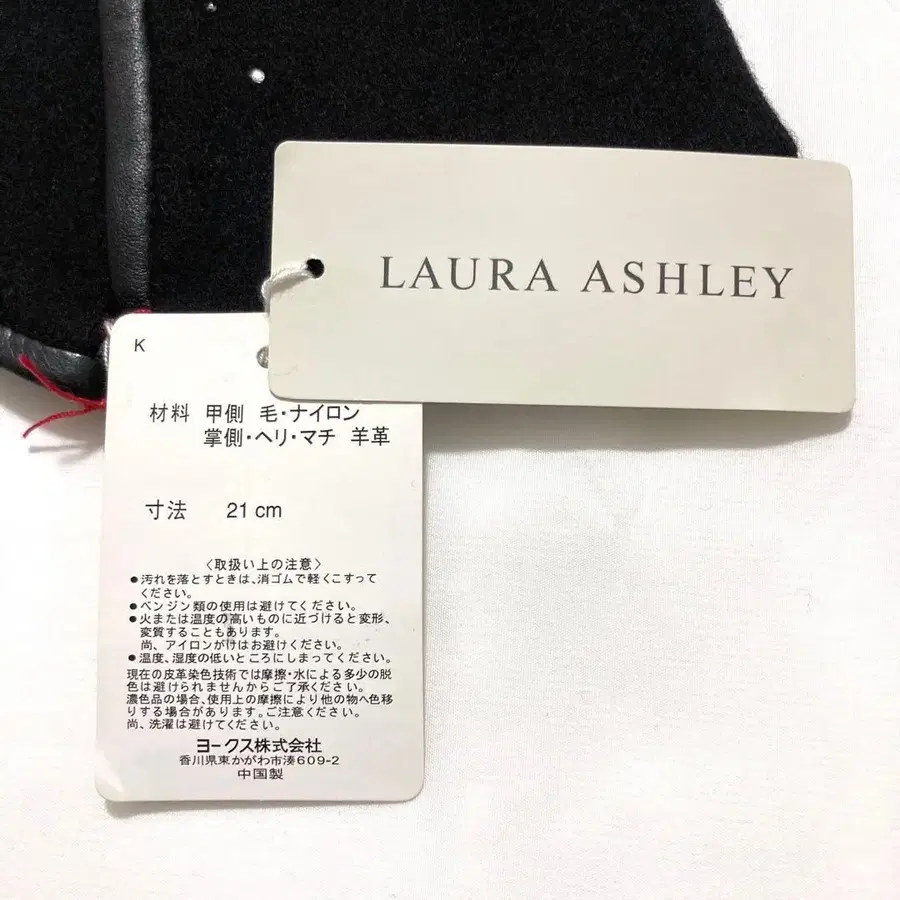 LAURA ASHLEY
K
材料 甲側 毛・ナイロン
掌側・ヘリ・マチ 羊革
寸法 21 cm
〈取扱い上の注意〉
●汚れを落とすときは、消ゴムで軽くこすって
ください。
●ベンジン類の使用は避けてください。
●火または温度の高いものに近づけると変形、
変質することもあります。
尚、アイロンがけはお避けください。
●温度、湿度の低いところにしまってください。
現在の皮革染色技術では摩擦・水による多少の脱
色は避けられませんからご了承ください。
濃色品の場合、使用上の摩擦により他の物へ色移
りする場合があります。ご注意ください。
尚、洗濯は避けてください。
ヨークス株式会社
香川県東かがわ市湊609-2
中国製